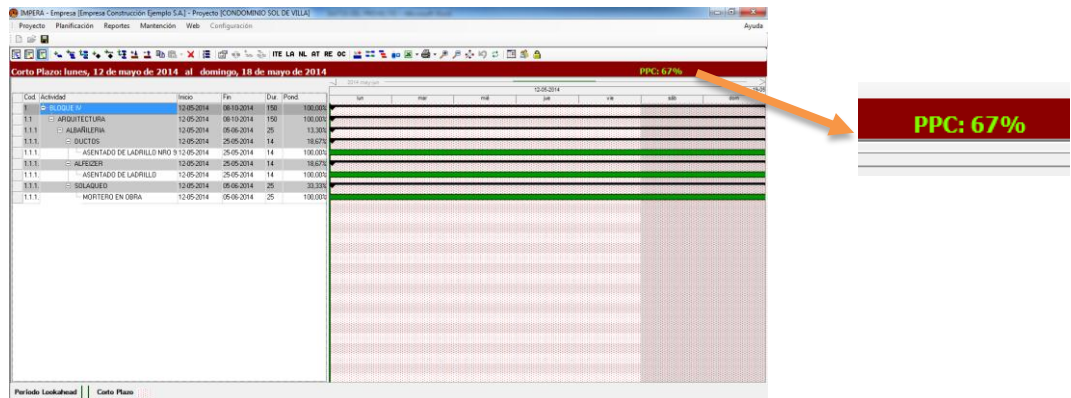 IMPERA - Empresa [Empresa Construcción Ejemplo S.A.] - Proyecto [CONDOMINIO SOL DE VILLA]
Proyecto Planificación Reportes Mantención Web Configuración Ayuda
ITE LA NL AT RE OC
Corto Plazo: lunes, 12 de mayo de 2014 al domingo, 18 de mayo de 2014 PPC: 67%
12-05-2014
Cod. Actividad Inicio Fin Dur. Pond. lun mar mié jue vie sáb dom
1 BLOQUE IV 12-05-2014 08-10-2014 150 100,00%
1.1 ARQUITECTURA 12-05-2014 08-10-2014 150 100,00%
1.1.1 ALBAÑILERIA 12-05-2014 05-06-2014 25 13,30%
1.1.1. DUCTOS 12-05-2014 25-05-2014 14 18,67%
1.1.1. ASENTADO DE LADRILLO NRO 9 12-05-2014 25-05-2014 14 100,00%
1.1.1. ALFEIZER 12-05-2014 25-05-2014 14 18,67%
1.1.1. ASENTADO DE LADRILLO 12-05-2014 25-05-2014 14 100,00%
1.1.1. SOLAQUEO 12-05-2014 05-06-2014 25 33,33%
1.1.1. MORTERO EN OBRA 12-05-2014 05-06-2014 25 100,00%
Periodo Lookahead Corto Plazo
PPC: 67%